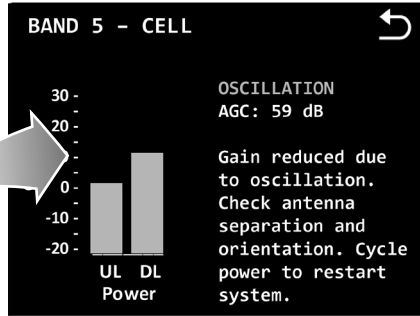 BAND 5 – CELL
OSCILLATION
AGC: 59 dB
Gain reduced due
to oscillation.
Check antenna
separation and
orientation. Cycle
power to restart
system.
30
20
0
-10
-20
UL DL
Power